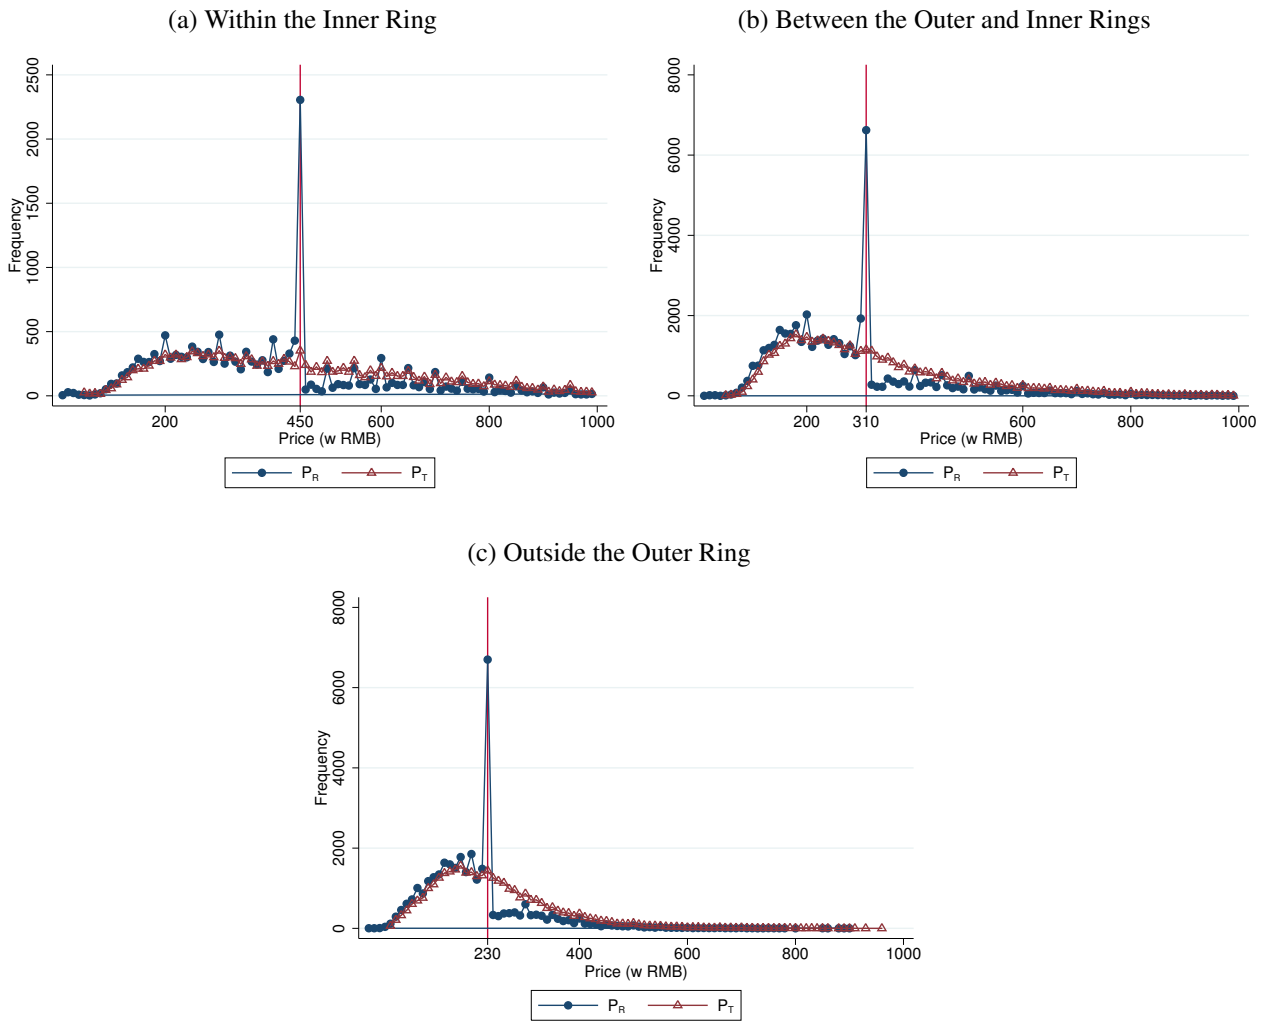 (a) Within the Inner Ring
2500
2000
1500
1000
500
0
Frequency
200
450
600
800
1000
Price (w RMB)
P_R
P_T
(b) Between the Outer and Inner Rings
8000
6000
4000
2000
0
Frequency
200
310
600
800
1000
Price (w RMB)
P_R
P_T
(c) Outside the Outer Ring
8000
6000
4000
2000
0
Frequency
230
400
600
800
1000
Price (w RMB)
P_R
P_T